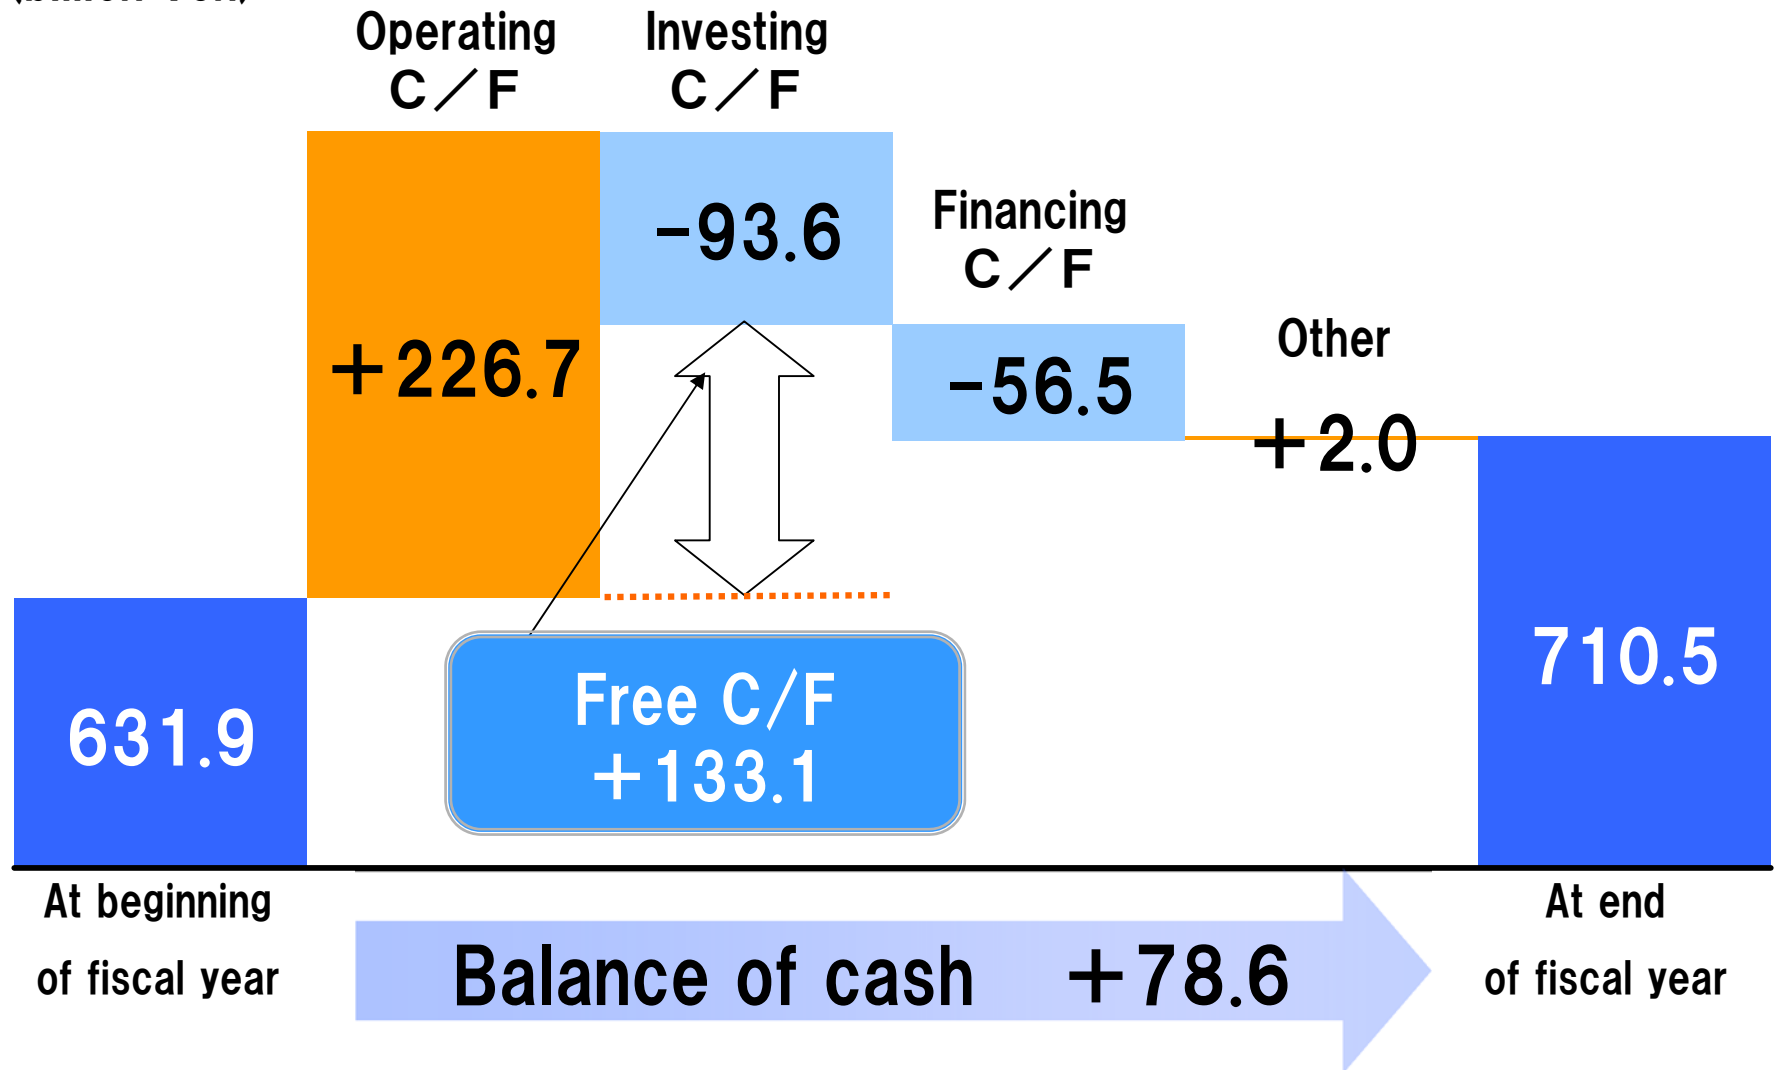 Operating
C／F
Investing
C／F
Financing
C／F
Other
+226.7
-93.6
-56.5
+2.0
631.9
Free C/F
+133.1
710.5
At beginning
of fiscal year
Balance of cash +78.6
At end
of fiscal year